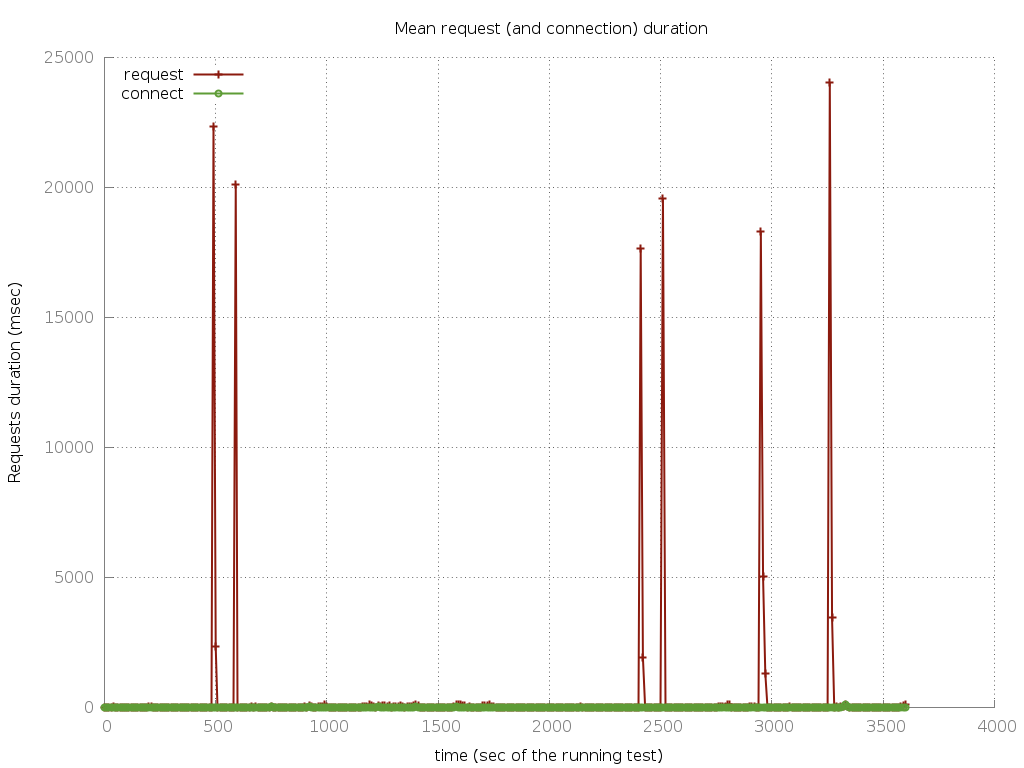 Mean request (and connection) duration
25000
request
connect
20000
15000
10000
5000
0
Requests duration (msec)
0 500 1000 1500 2000 2500 3000 3500 4000
time (sec of the running test)